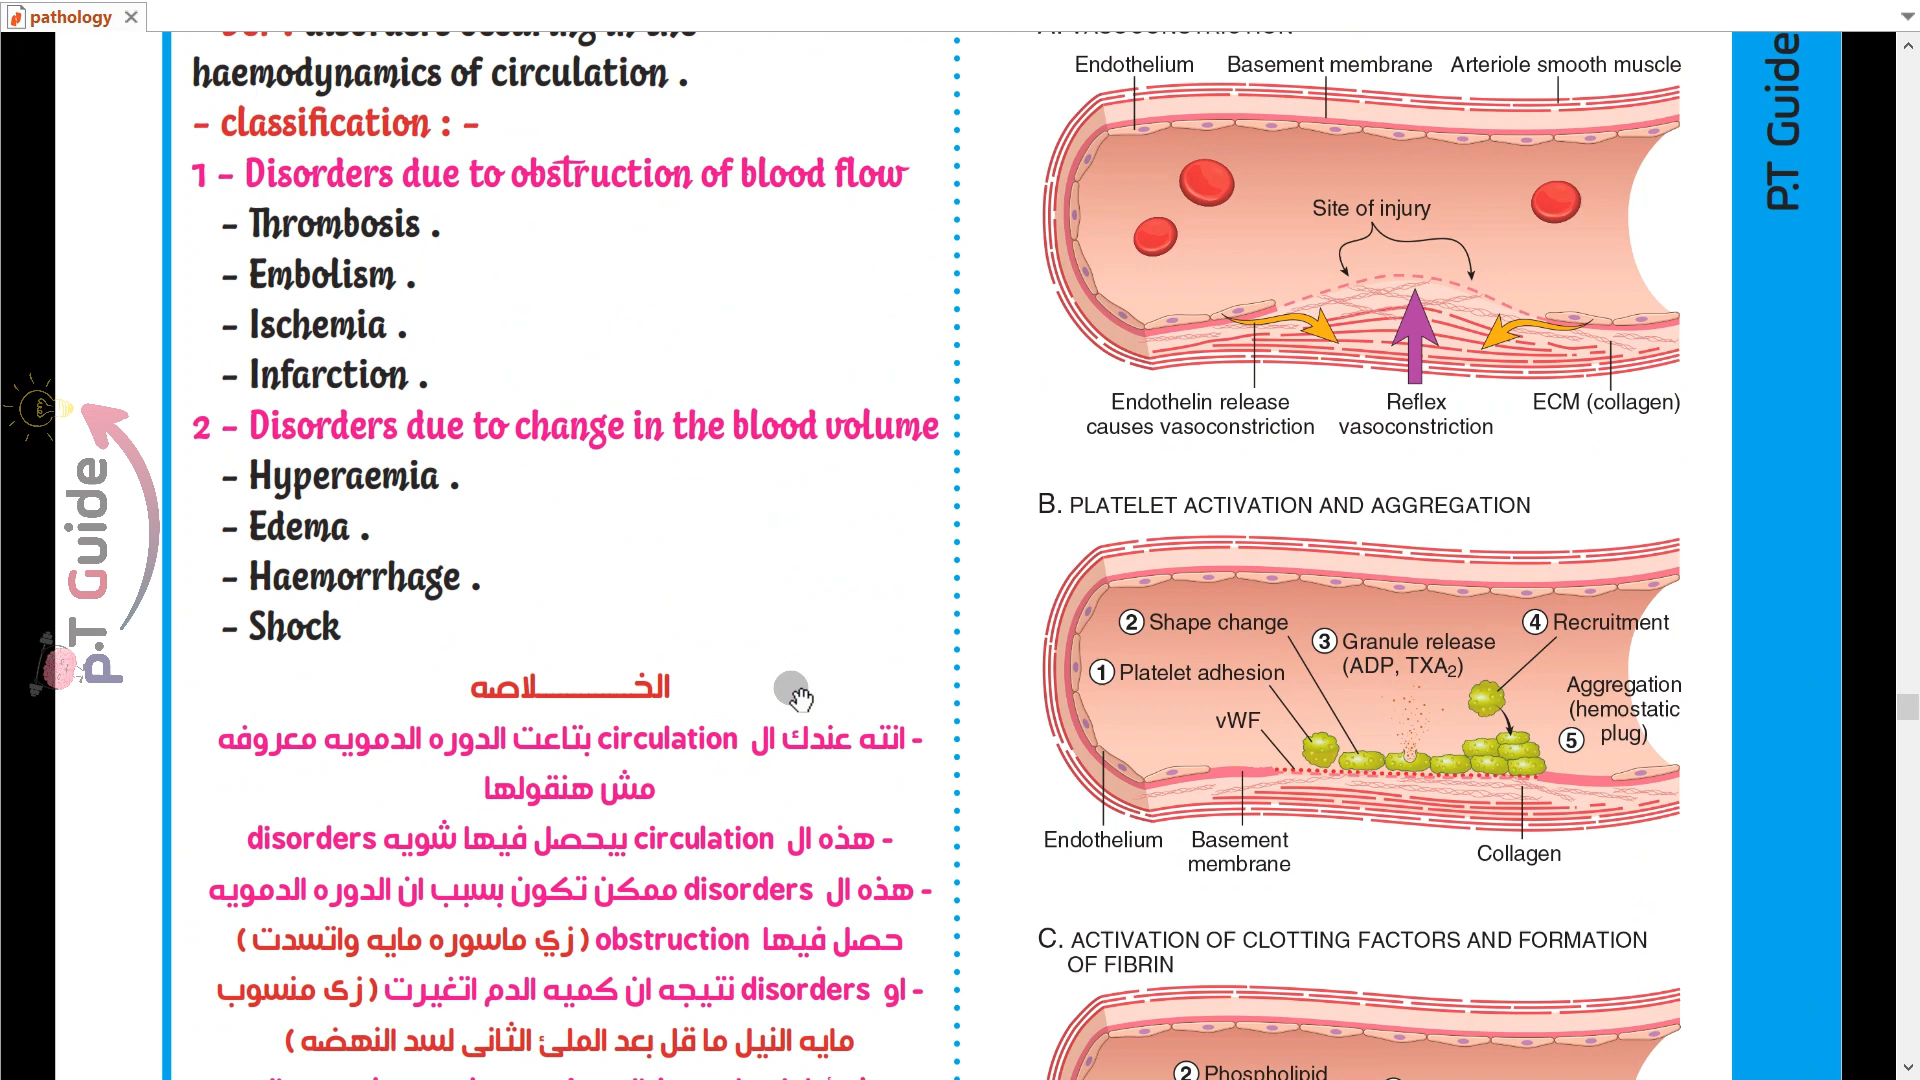 pathology
haemodynamics of circulation .
- classification : -
1 - Disorders due to obstruction of blood flow
- Thrombosis .
- Embolism .
- Ischemia .
- Infarction .
2 - Disorders due to change in the blood volume
- Hyperaemia .
- Edema .
- Haemorrhage .
- Shock
الخــــــــــلاصه
- انته عندك ال circulation بتاعت الدوره الدمويه معروفه
مش هنقولها
- هذه ال circulation بيحصل فيها شويه disorders
- هذه ال disorders ممكن تكون بسبب ان الدوره الدمويه
حصل فيها obstruction ( زي ماسوره مايه واتسدت )
- او disorders نتيجه ان كميه الدم اتغيرت ( زى منسوب
مايه النيل ما قل بعد الملئ الثانى لسد النهضه )
Endothelium Basement membrane Arteriole smooth muscle
Site of injury
Endothelin release
causes vasoconstriction
Reflex
vasoconstriction
ECM (collagen)
B. PLATELET ACTIVATION AND AGGREGATION
2 Shape change
3 Granule release
(ADP, TXA2)
4 Recruitment
1 Platelet adhesion
vWF
Aggregation
(hemostatic
5 plug)
Endothelium
Basement
membrane
Collagen
C. ACTIVATION OF CLOTTING FACTORS AND FORMATION
OF FIBRIN
2 Phospholipid
P.T Guide
P.T Guide